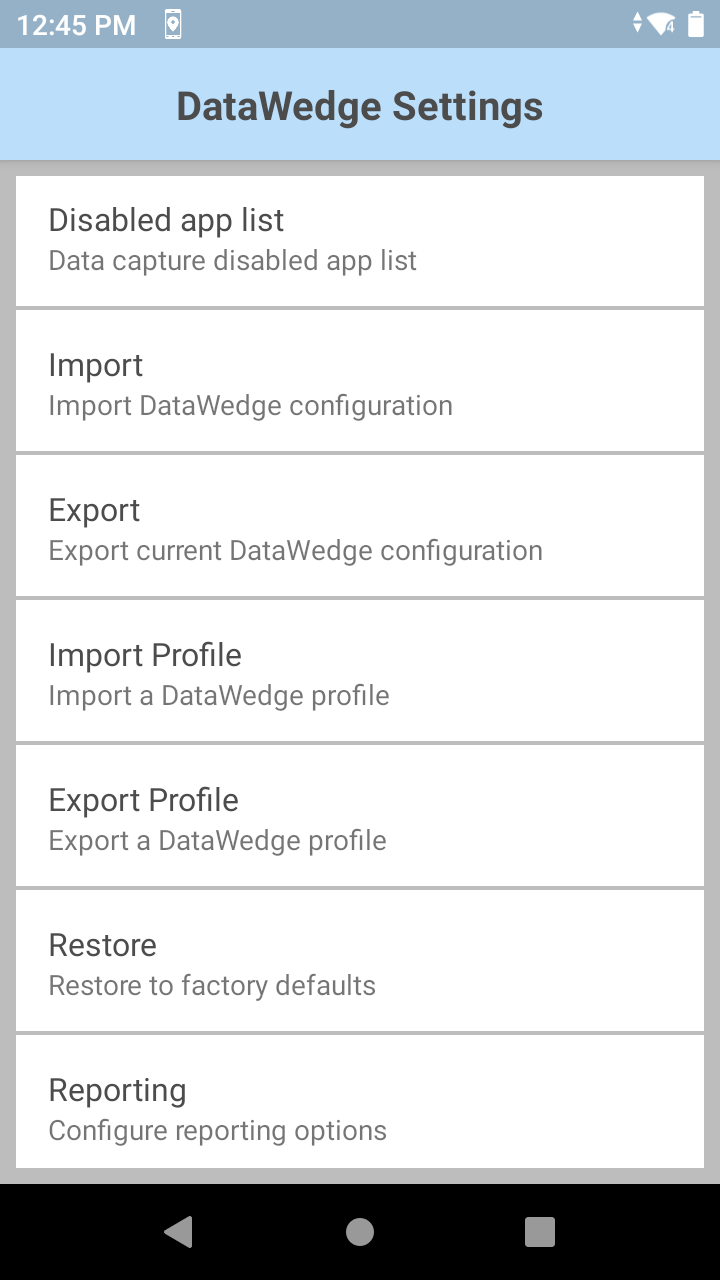 12:45 PM
4
DataWedge Settings
Disabled app list
Data capture disabled app list
Import
Import DataWedge configuration
Export
Export current DataWedge configuration
Import Profile
Import a DataWedge profile
Export Profile
Export a DataWedge profile
Restore
Restore to factory defaults
Reporting
Configure reporting options